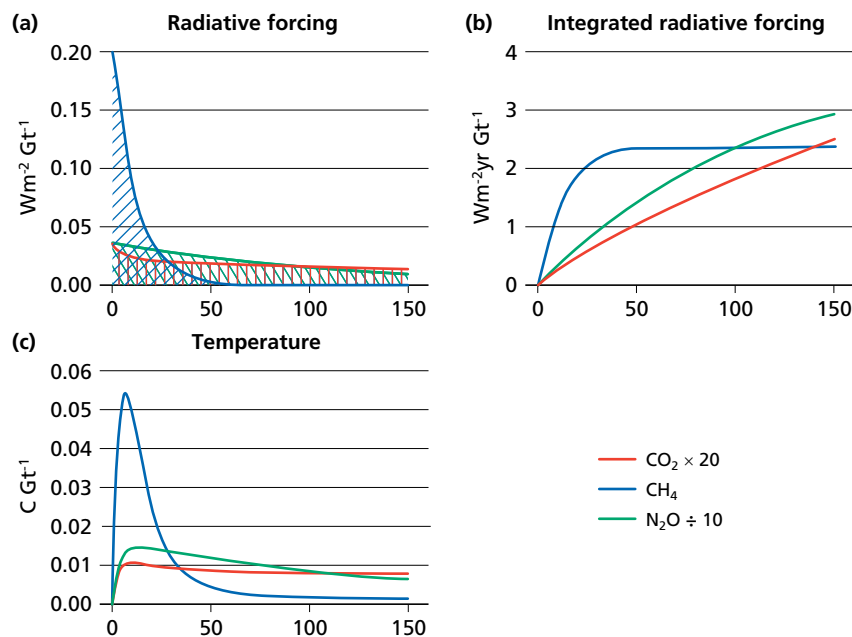 (a) Radiative forcing
0.20
0.15
0.10
0.05
0.00
Wm⁻² Gt⁻¹
0 50 100 150
(b) Integrated radiative forcing
4
3
2
1
0
Wm⁻²yr Gt⁻¹
0 50 100 150
(c) Temperature
0.06
0.05
0.04
0.03
0.02
0.01
0.00
C Gt⁻¹
0 50 100 150
CO₂ × 20
CH₄
N₂O ÷ 10